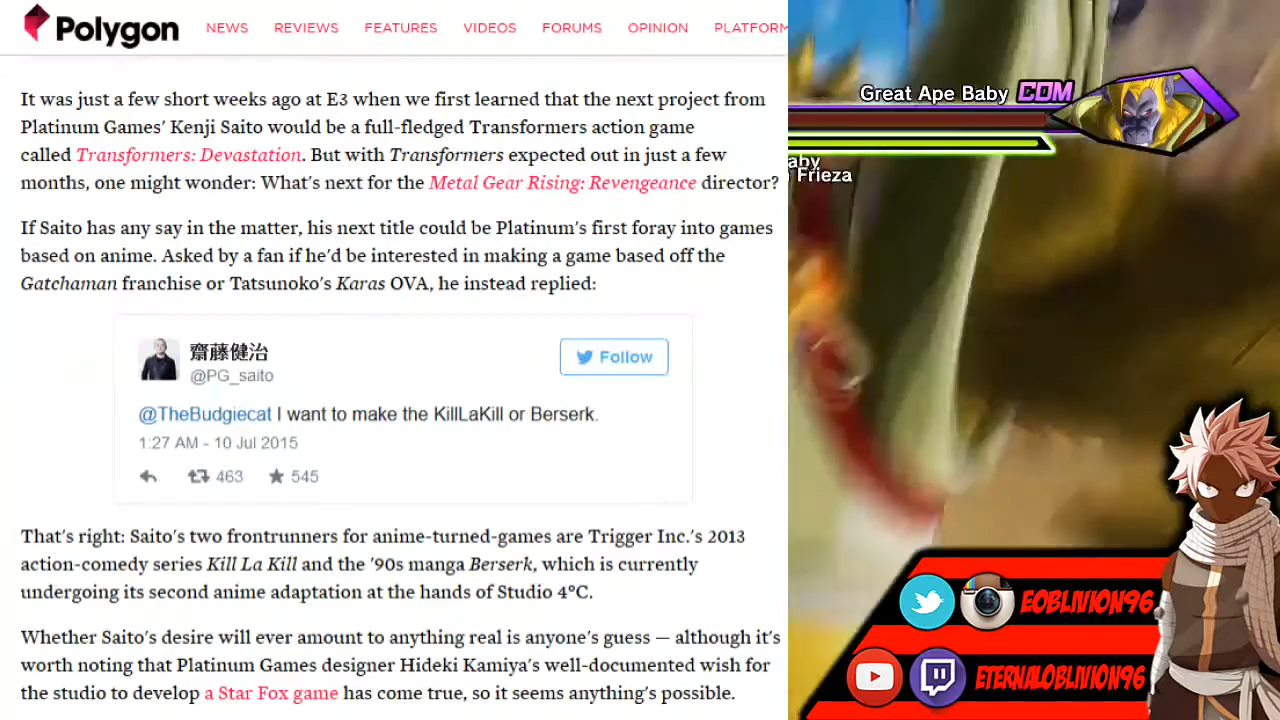 Polygon NEWS REVIEWS FEATURES VIDEOS FORUMS OPINION PLATFORM
It was just a few short weeks ago at E3 when we first learned that the next project from
Platinum Games' Kenji Saito would be a full-fledged Transformers action game
called Transformers: Devastation. But with Transformers expected out in just a few
months, one might wonder: What's next for the Metal Gear Rising: Revengeance director?
If Saito has any say in the matter, his next title could be Platinum's first foray into games
based on anime. Asked by a fan if he'd be interested in making a game based off the
Gatchaman franchise or Tatsunoko's Karas OVA, he instead replied:
齋藤健治
@PG_saito
Follow
@TheBudgiecat I want to make the KillLaKill or Berserk.
1:27 AM - 10 Jul 2015
463 545
That's right: Saito's two frontrunners for anime-turned-games are Trigger Inc.'s 2013
action-comedy series Kill La Kill and the '90s manga Berserk, which is currently
undergoing its second anime adaptation at the hands of Studio 4°C.
Whether Saito's desire will ever amount to anything real is anyone's guess — although it's
worth noting that Platinum Games designer Hideki Kamiya's well-documented wish for
the studio to develop a Star Fox game has come true, so it seems anything's possible.
Great Ape Baby COM
aby
Frieza
EOBLIVION96
ETERNALOBLIVION96